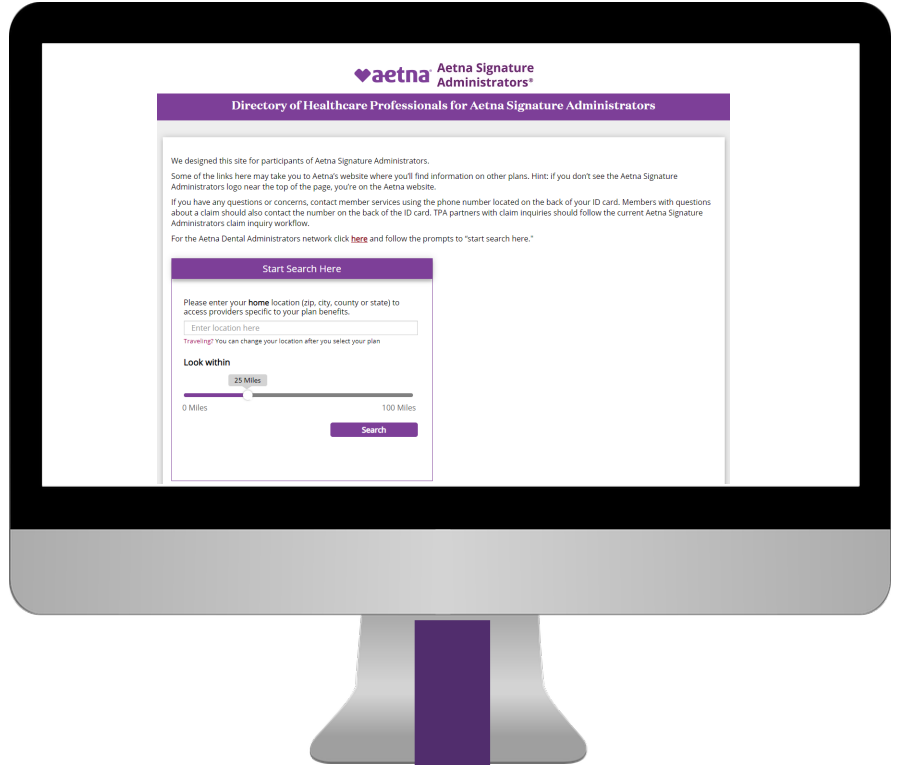 aetna® Aetna Signature
Administrators®
Directory of Healthcare Professionals for Aetna Signature Administrators
We designed this site for participants of Aetna Signature Administrators.
Some of the links here may take you to Aetna's website where you'll find information on other plans. Hint: if you don't see the Aetna Signature
Administrators logo near the top of the page, you're on the Aetna website.
If you have any questions or concerns, contact member services using the phone number located on the back of your ID card. Members with questions
about a claim should also contact the number on the back of the ID card. TPA partners with claim inquiries should follow the current Aetna Signature
Administrators claim inquiry workflow.
For the Aetna Dental Administrators network click here and follow the prompts to "start search here."
Start Search Here
Please enter your home location (zip, city, county or state) to
access providers specific to your plan benefits.
Enter location here
Traveling? You can change your location after you select your plan
Look within
25 Miles
0 Miles 100 Miles
Search